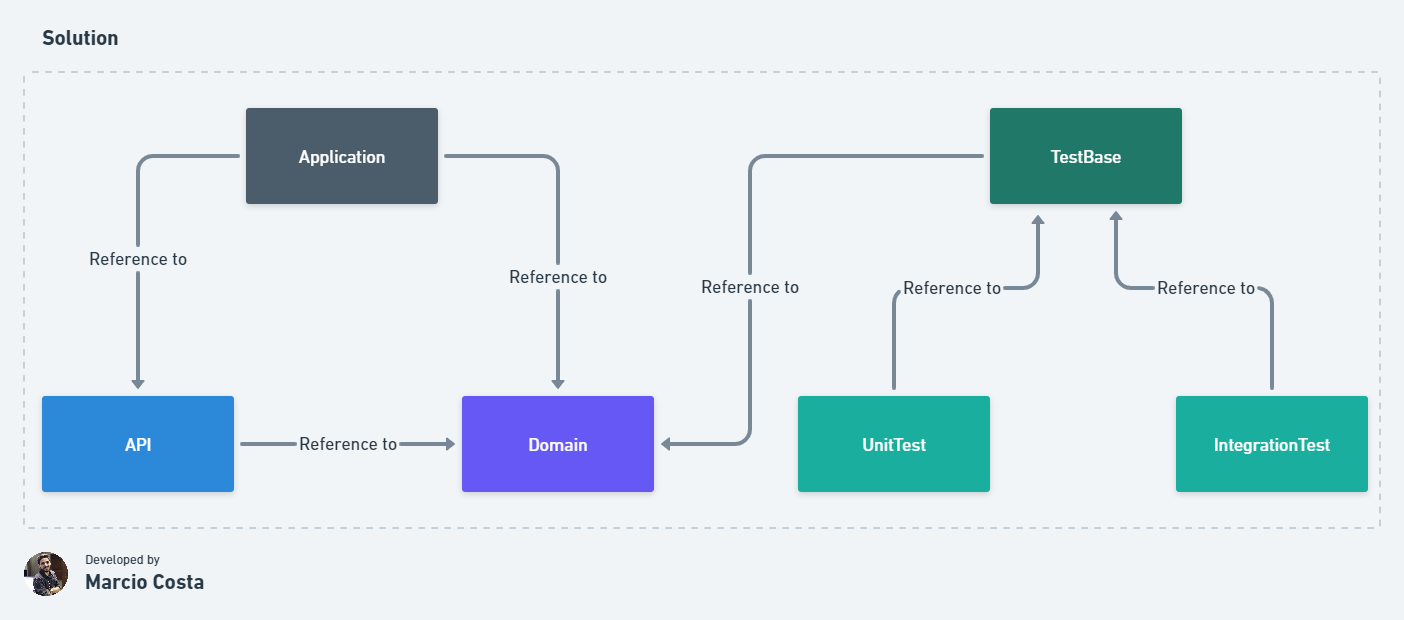 Solution
Application
TestBase
Reference to
Reference to
Reference to
Reference to
Reference to
API
Reference to
Domain
UnitTest
IntegrationTest
Developed by
Marcio Costa